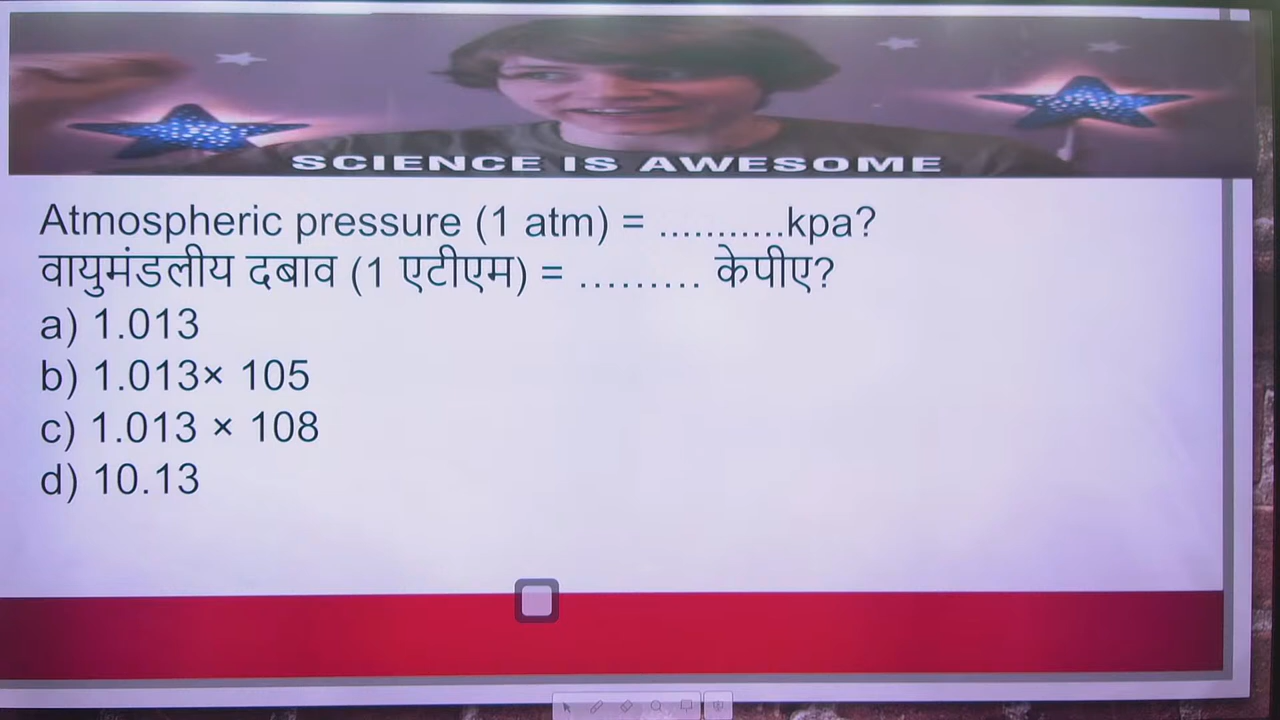 SCIENCE IS AWESOME
Atmospheric pressure (1 atm) = ...........kpa?
वायुमंडलीय दबाव (1 एटीएम) = ......... केपीए?
a) 1.013
b) 1.013× 105
c) 1.013 × 108
d) 10.13